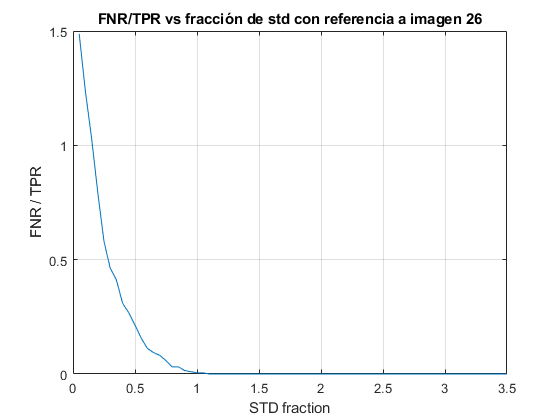 FNR/TPR vs fracción de std con referencia a imagen 26
1.5
1
0.5
0
FNR / TPR
0 0.5 1 1.5 2 2.5 3 3.5
STD fraction